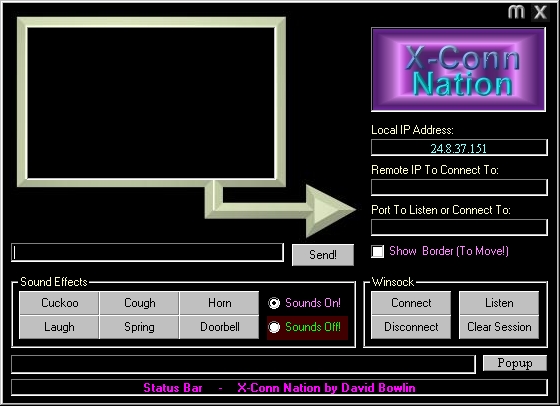 m X
X-Conn
Nation
Local IP Address:
24.8.37.151
Remote IP To Connect To:
Port To Listen or Connect To:
Send!
Show Border (To Move!)
Sound Effects
Cuckoo Cough Horn Sounds On!
Laugh Spring Doorbell Sounds Off!
Winsock
Connect Listen
Disconnect Clear Session
Popup
Status Bar - X-Conn Nation by David Bowlin